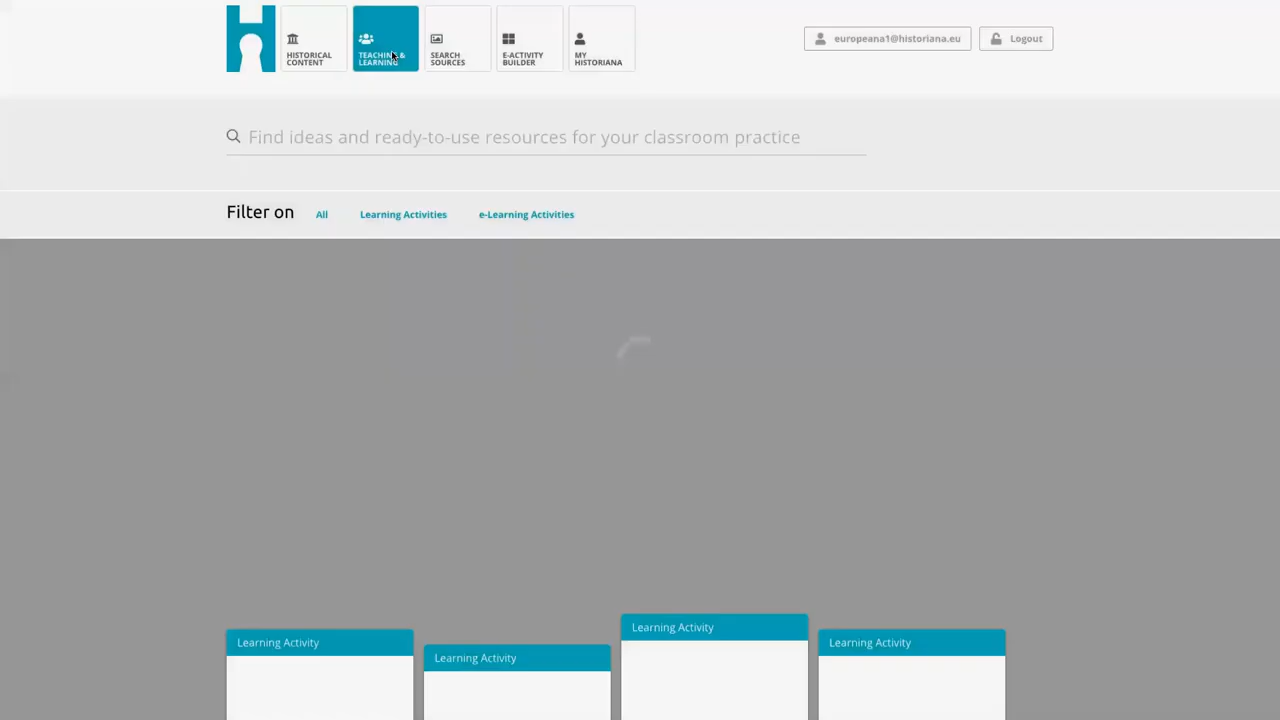 HISTORICAL
CONTENT
TEACHING &
LEARNING
SEARCH
SOURCES
E-ACTIVITY
BUILDER
MY
HISTORIANA
europeana1@historiana.eu
Logout
Find ideas and ready-to-use resources for your classroom practice
Filter on All Learning Activities e-Learning Activities
Learning Activity
Learning Activity
Learning Activity
Learning Activity